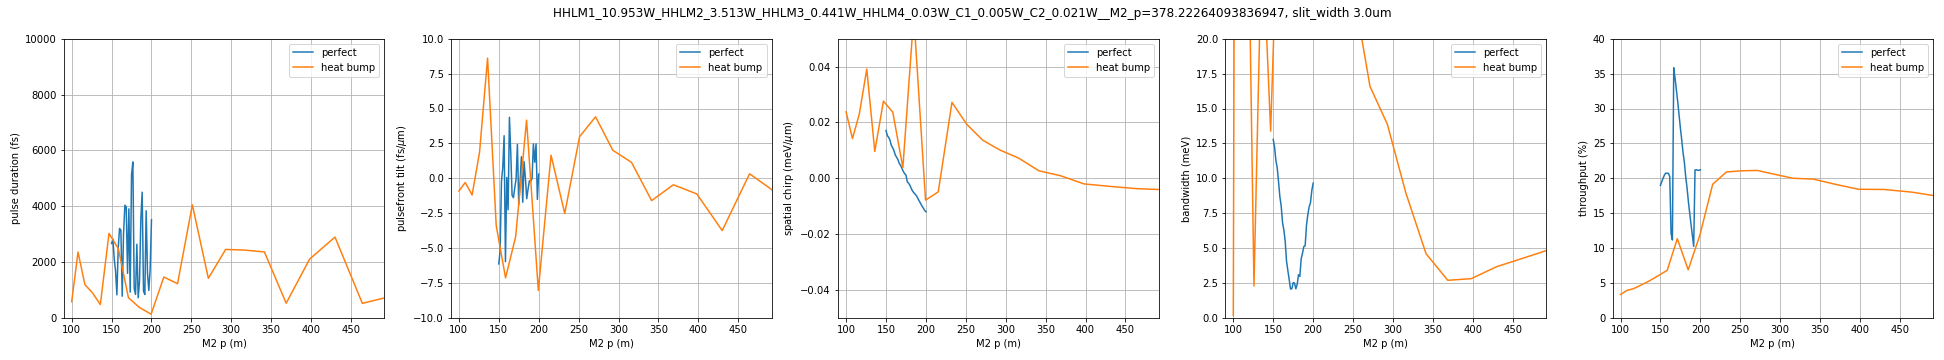 HHLM1_10.953W_HHLM2_3.513W_HHLM3_0.441W_HHLM4_0.03W_C1_0.005W_C2_0.021W__M2_p=378.22264093836947, slit_width 3.0um
pulse duration (fs)
10000
8000
6000
4000
2000
0
100 150 200 250 300 350 400 450
M2 p (m)
perfect
heat bump
pulsefront tilt (fs/μm)
10.0
7.5
5.0
2.5
0.0
−2.5
−5.0
−7.5
−10.0
100 150 200 250 300 350 400 450
M2 p (m)
perfect
heat bump
spatial chirp (meV/μm)
0.04
0.02
0.00
−0.02
−0.04
100 150 200 250 300 350 400 450
M2 p (m)
perfect
heat bump
bandwidth (meV)
20.0
17.5
15.0
12.5
10.0
7.5
5.0
2.5
0.0
100 150 200 250 300 350 400 450
M2 p (m)
perfect
heat bump
throughput (%)
40
35
30
25
20
15
10
5
0
100 150 200 250 300 350 400 450
M2 p (m)
perfect
heat bump